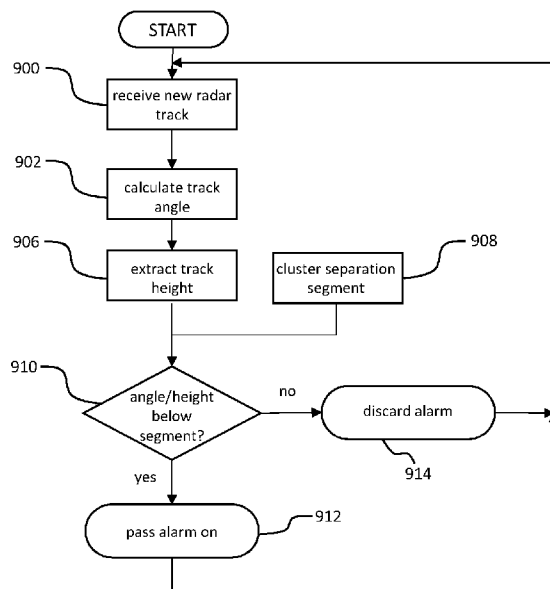 START
900
receive new radar
track
902
calculate track
angle
906
extract track
height
908
cluster separation
segment
910
angle/height
below
segment?
no
discard alarm
914
yes
pass alarm on
912